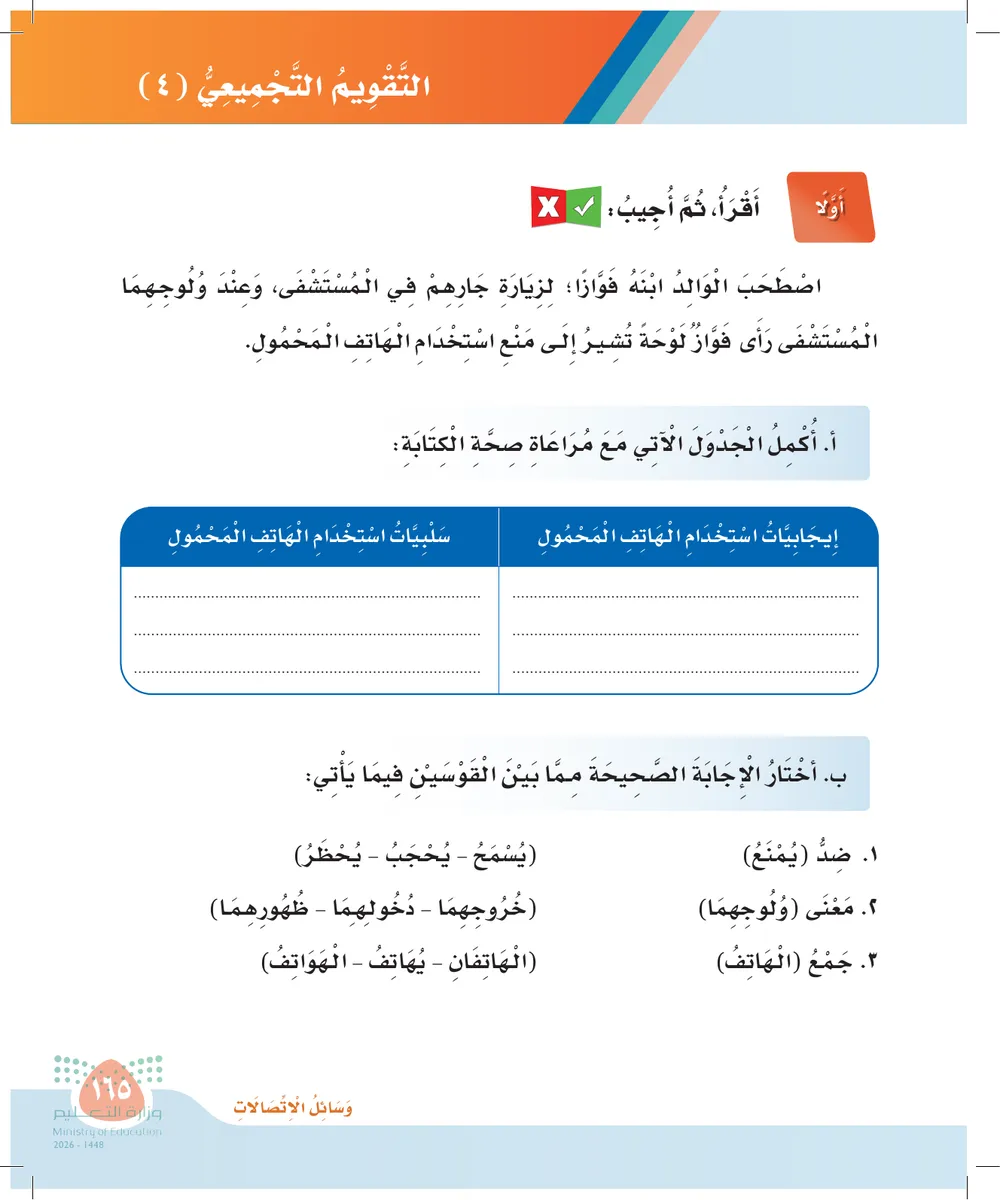 التَّقْوِيمُ التَّجْمِيعِيُّ (٤)
أَوَّلًا
أَقْرَأُ، ثُمَّ أُجِيبُ:
اصْطَحَبَ الْوَالِدُ ابْنَهُ فَوَّازًا؛ لِزِيَارَةِ جَارِهِمْ فِي الْمُسْتَشْفَى، وَعِنْدَ وُلُوجِهِمَا
الْمُسْتَشْفَى رَأَى فَوَّازٌ لَوْحَةً تُشِيرُ إِلَى مَنْعِ اسْتِخْدَامِ الْهَاتِفِ الْمَحْمُولِ.
أ. أُكْمِلُ الْجَدْوَلَ الْآتِي مَعَ مُرَاعَاةِ صِحَّةِ الْكِتَابَةِ:
إِيجَابِيَّاتُ اسْتِخْدَامِ الْهَاتِفِ الْمَحْمُولِ
سَلْبِيَّاتُ اسْتِخْدَامِ الْهَاتِفِ الْمَحْمُولِ
ب. أخْتَارُ الْإِجَابَةَ الصَّحِيحَةَ مِمَّا بَيْنَ الْقَوْسَيْنِ فِيمَا يَأْتِي:
١. ضِدُّ (يُمْنَعُ) (يُسْمَحُ - يُحْجَبُ - يُحْظَرُ)
٢. مَعْنَى (وُلُوجِهِمَا) (خُرُوجِهِمَا - دُخُولِهِمَا - ظُهُورِهِمَا)
٣. جَمْعُ (الْهَاتِفُ) (الْهَاتِفَانِ - يُهَاتِفُ - الْهَوَاتِفُ)
وَسَائِلُ الْاِتِّصَالَاتِ
١٦٥
وزارة التعليم
Ministry of Education
2026 - 1448